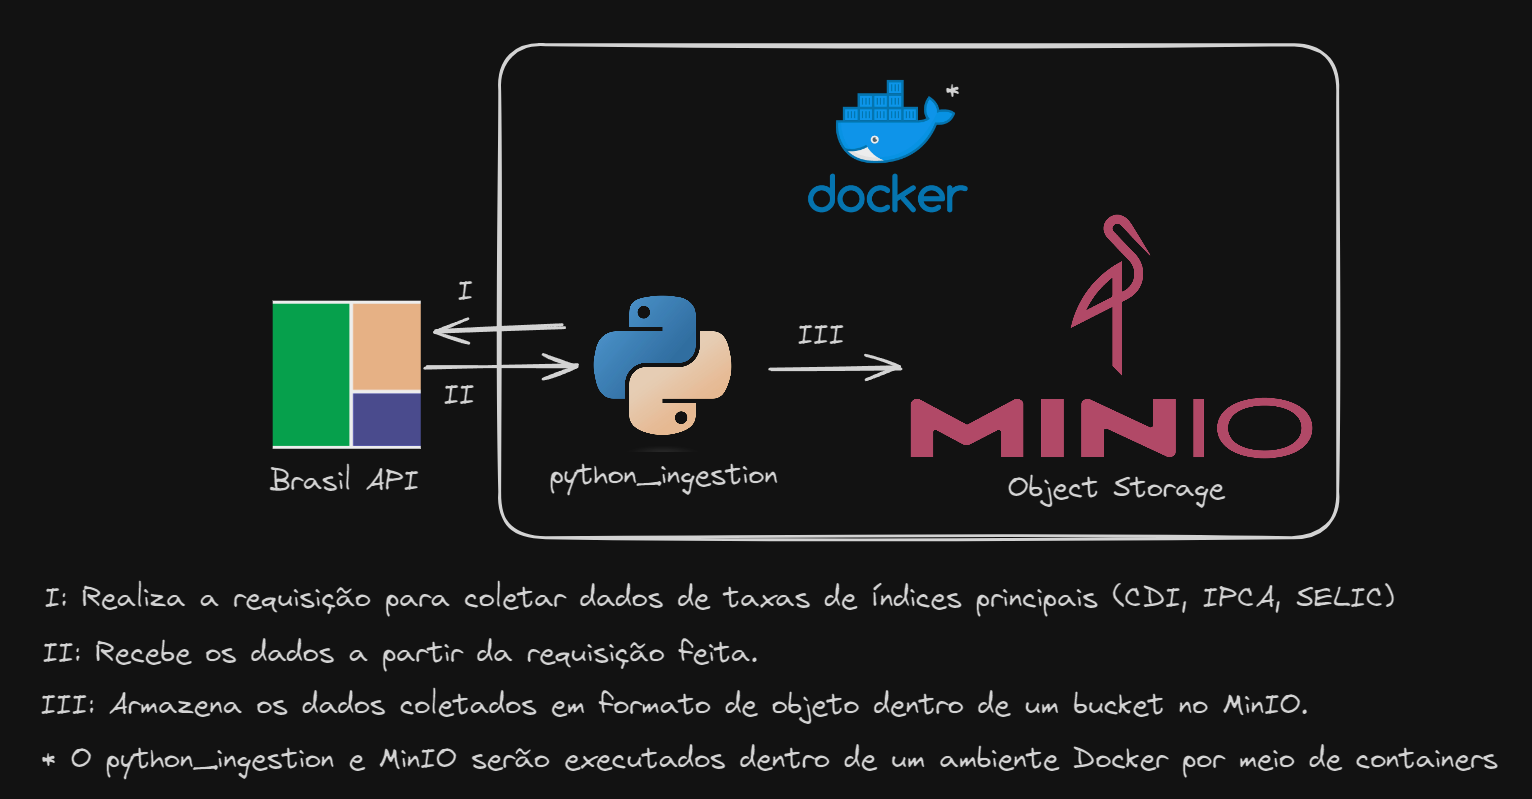 *
docker
I
III
II
MINIO
Brasil API
python_ingestion
Object Storage
I: Realiza a requisição para coletar dados de taxas de índices principais (CDI, IPCA, SELIC)
II: Recebe os dados a partir da requisição feita.
III: Armazena os dados coletados em formato de objeto dentro de um bucket no MinIO.
* O python_ingestion e MinIO serão executados dentro de um ambiente Docker por meio de containers